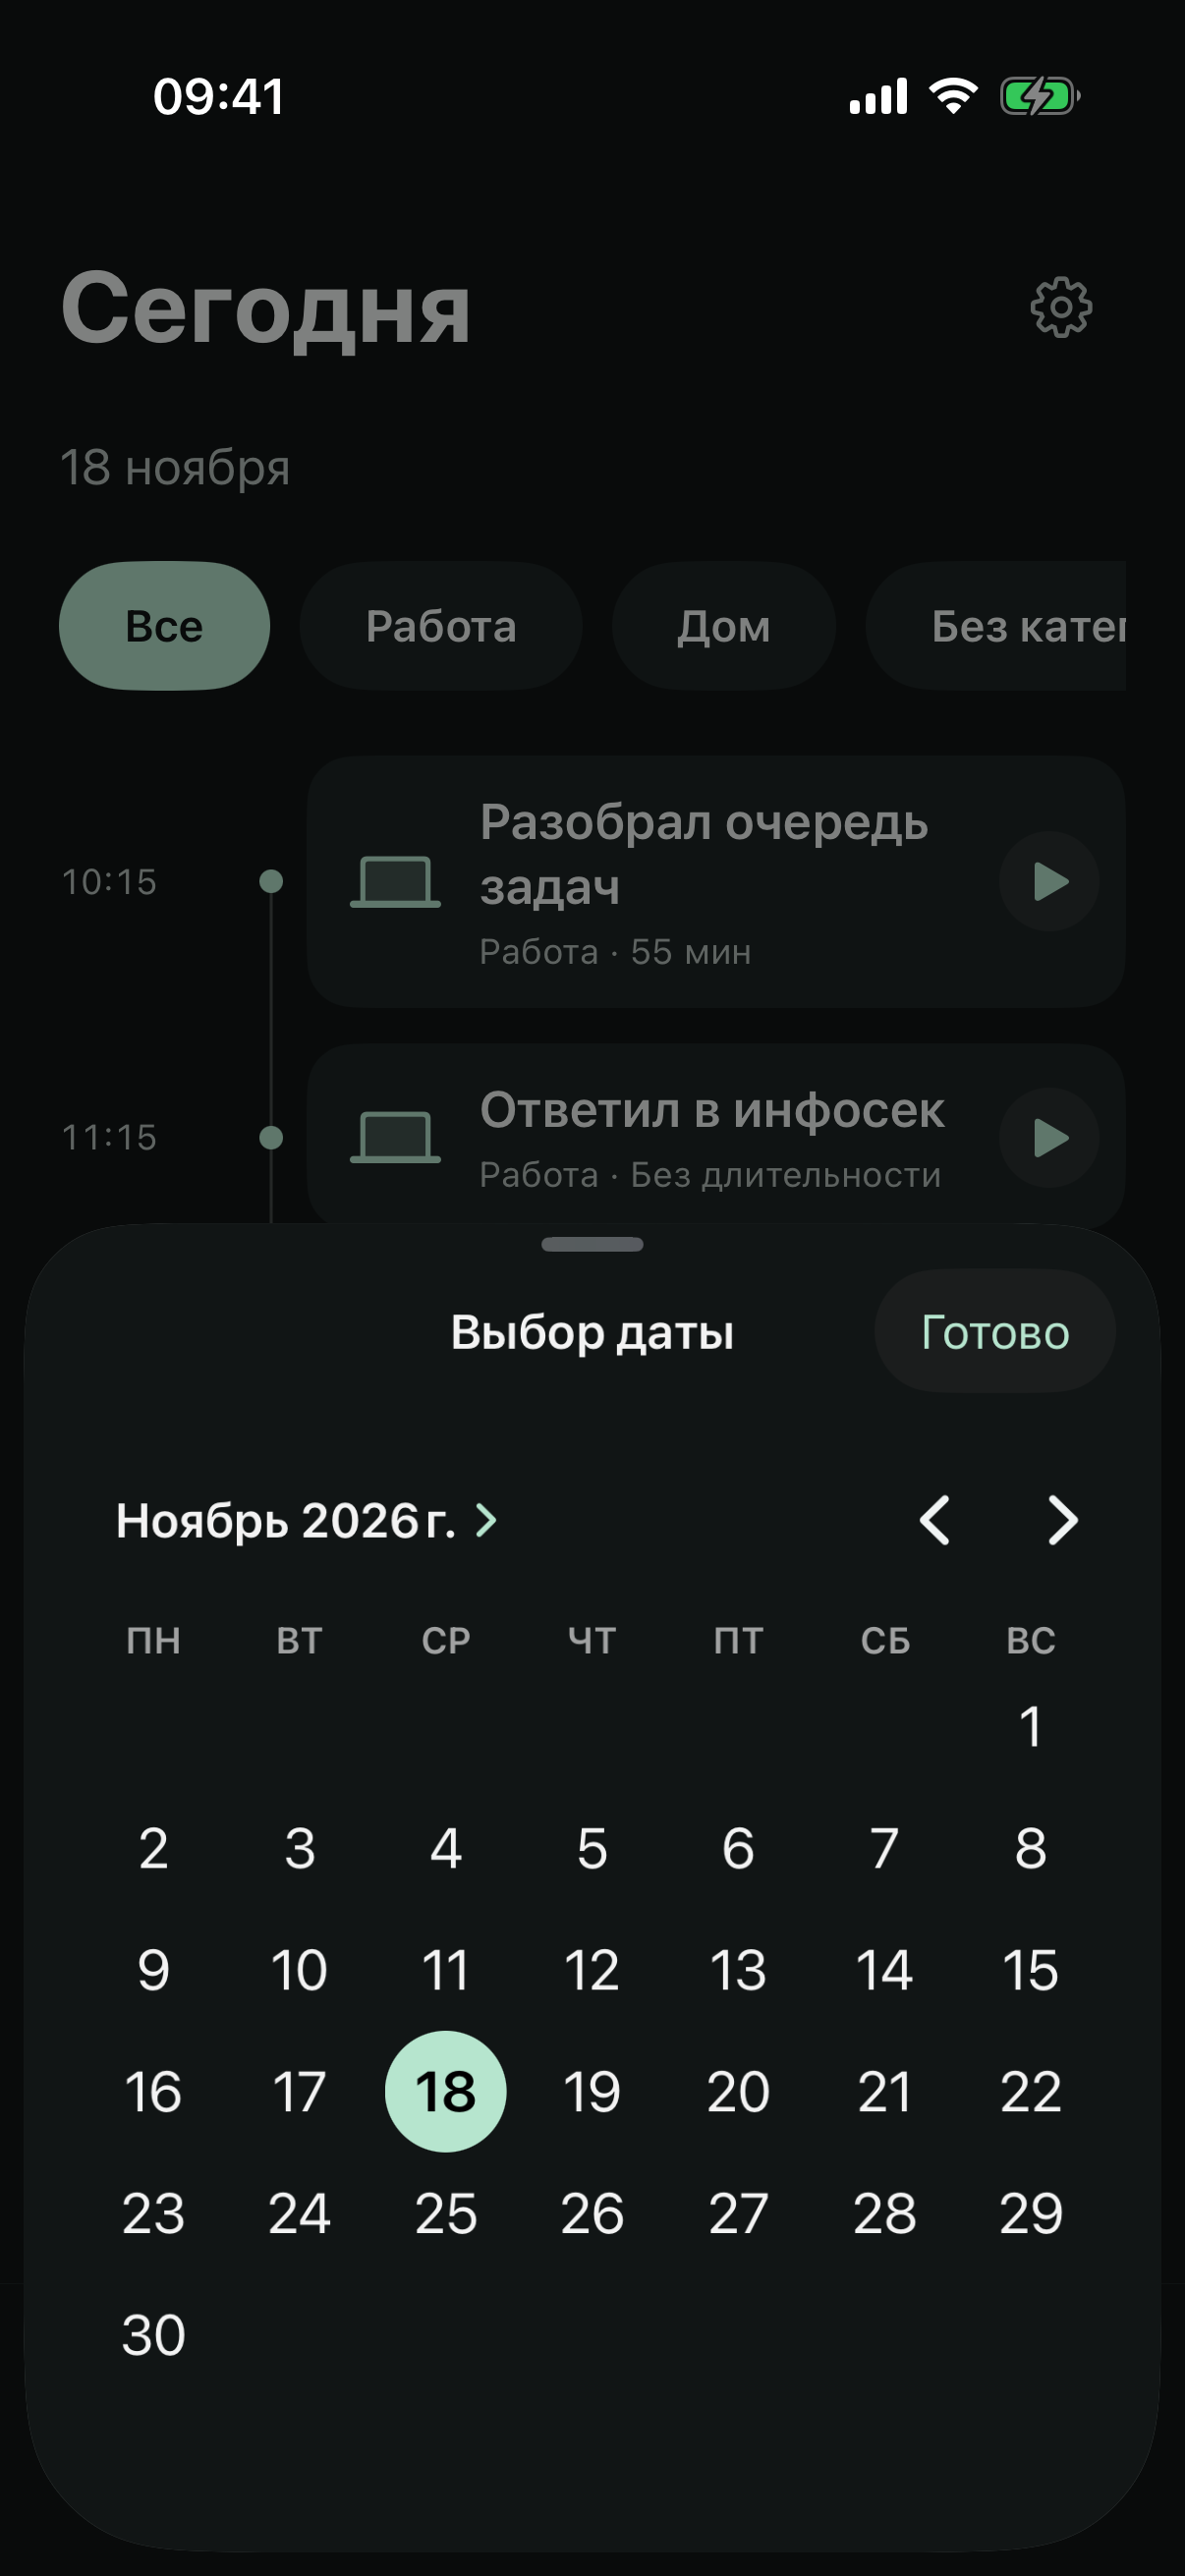 09:41
Сегодня
18 ноября
Все Работа Дом Без катег
10:15
Разобрал очередь
задач
Работа · 55 мин
11:15
Ответил в инфосек
Работа · Без длительности
Выбор даты
Готово
Ноябрь 2026 г.
ПН ВТ СР ЧТ ПТ СБ ВС
1
2 3 4 5 6 7 8
9 10 11 12 13 14 15
16 17 18 19 20 21 22
23 24 25 26 27 28 29
30